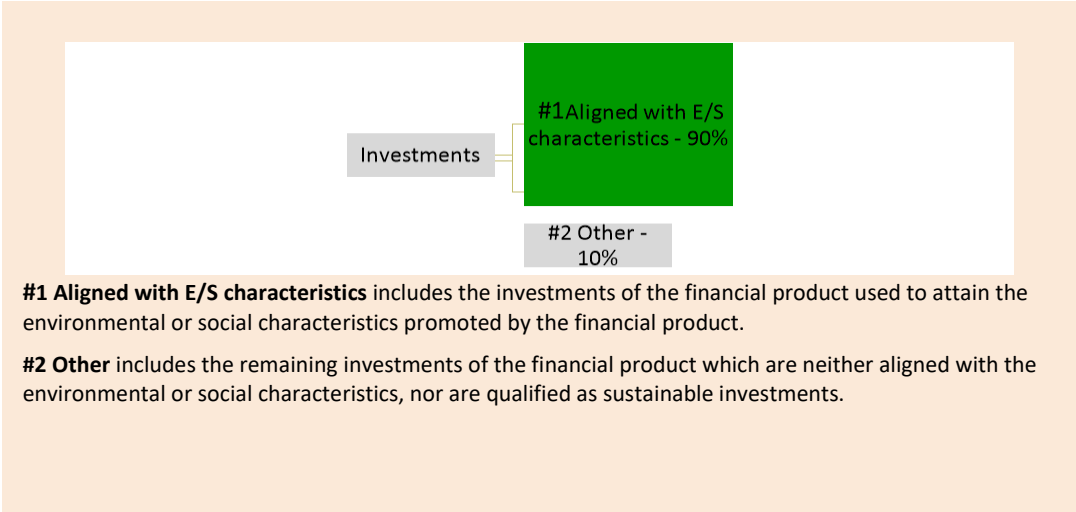 Investments
#1Aligned with E/S
characteristics - 90%
#2 Other -
10%
#1 Aligned with E/S characteristics includes the investments of the financial product used to attain the
environmental or social characteristics promoted by the financial product.
#2 Other includes the remaining investments of the financial product which are neither aligned with the
environmental or social characteristics, nor are qualified as sustainable investments.